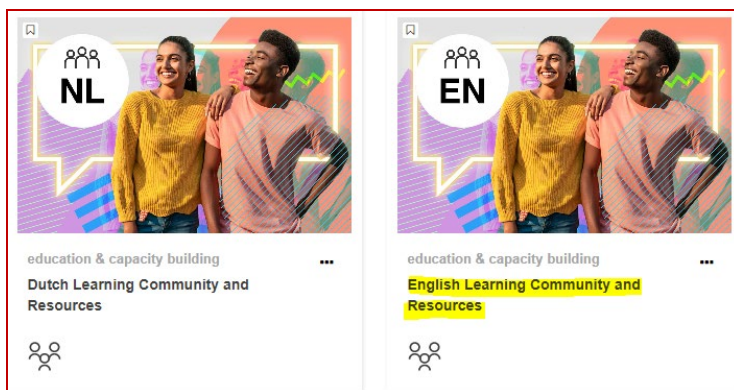 NL
education & capacity building
Dutch Learning Community and
Resources
EN
education & capacity building
English Learning Community and
Resources